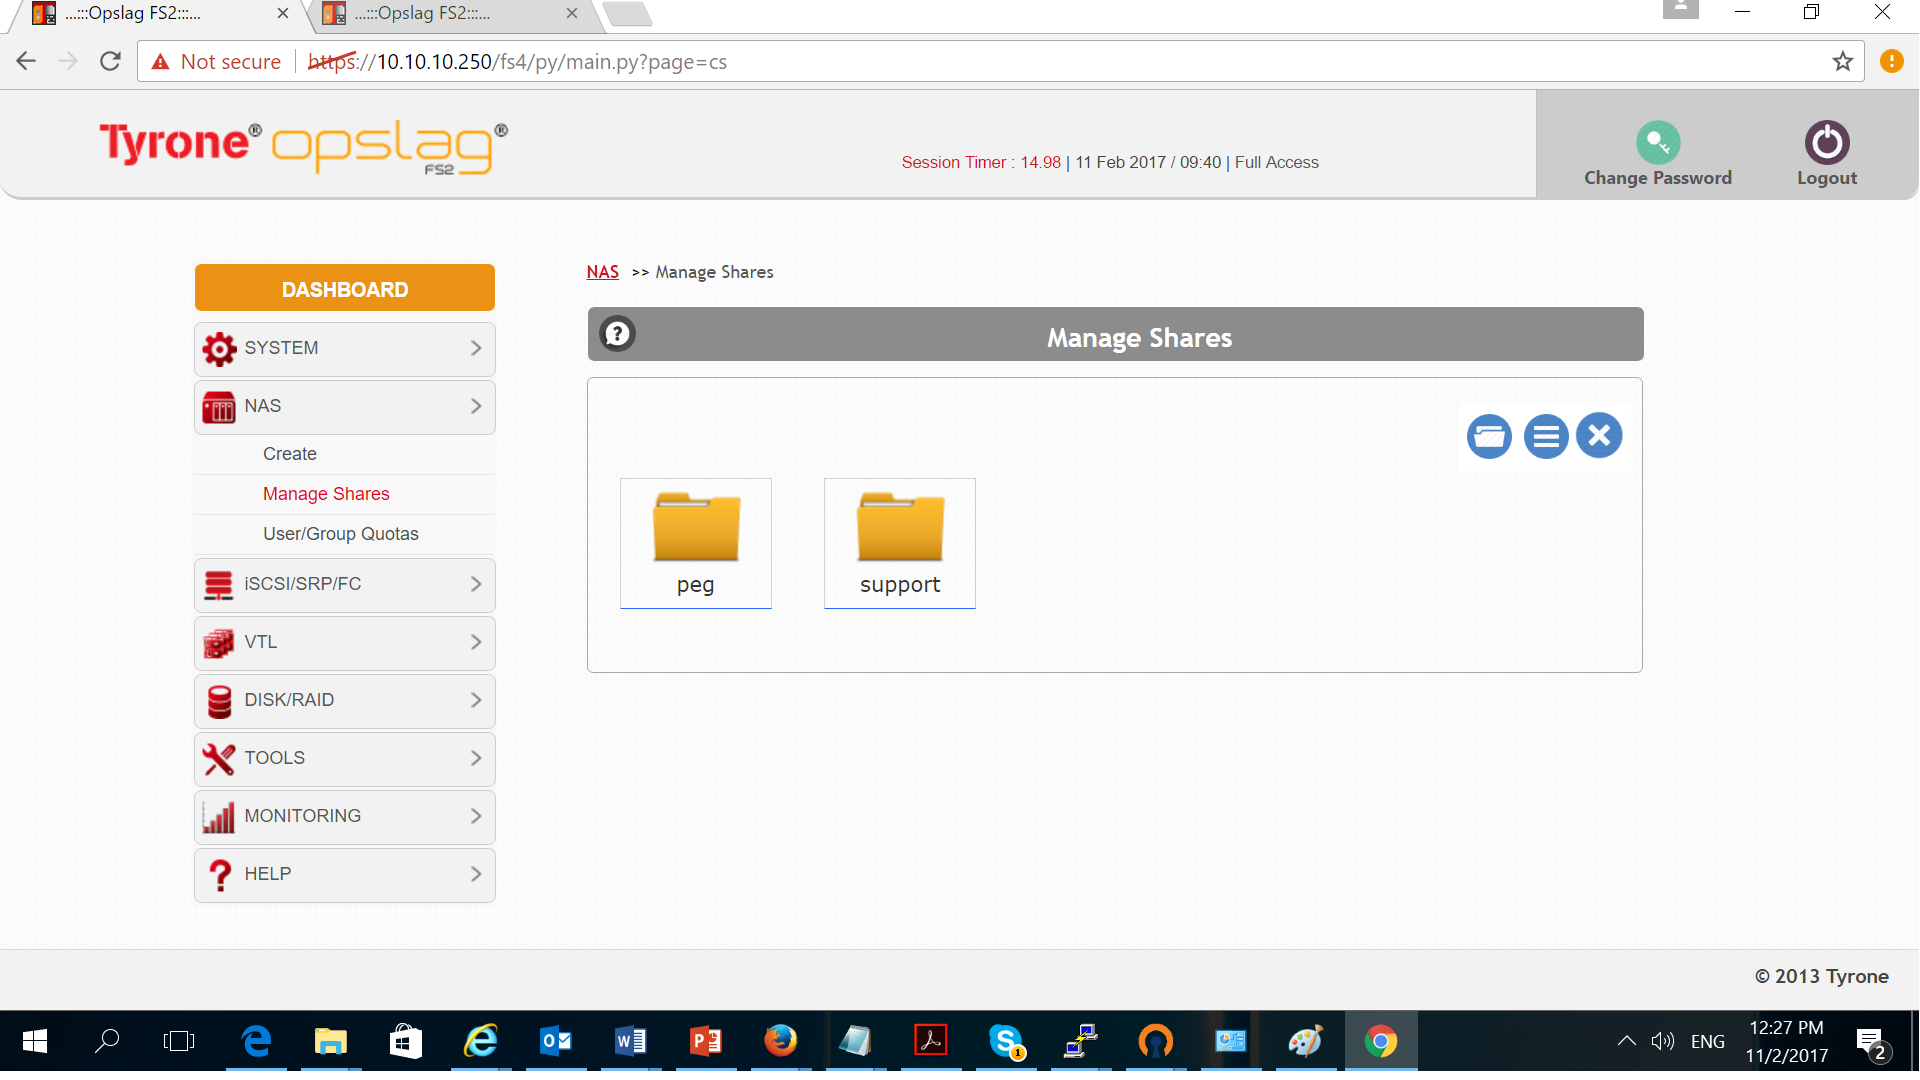 ...:::Opslag FS2:::...
...:::Opslag FS2:::...
Not secure
https://10.10.10.250/fs4/py/main.py?page=cs
Tyrone® opslag®
FS2
Session Timer : 14.98 | 11 Feb 2017 / 09:40 | Full Access
Change Password
Logout
DASHBOARD
SYSTEM
NAS
Create
Manage Shares
User/Group Quotas
iSCSI/SRP/FC
VTL
DISK/RAID
TOOLS
MONITORING
HELP
NAS >> Manage Shares
Manage Shares
peg
support
© 2013 Tyrone
ENG
12:27 PM
11/2/2017
2
1